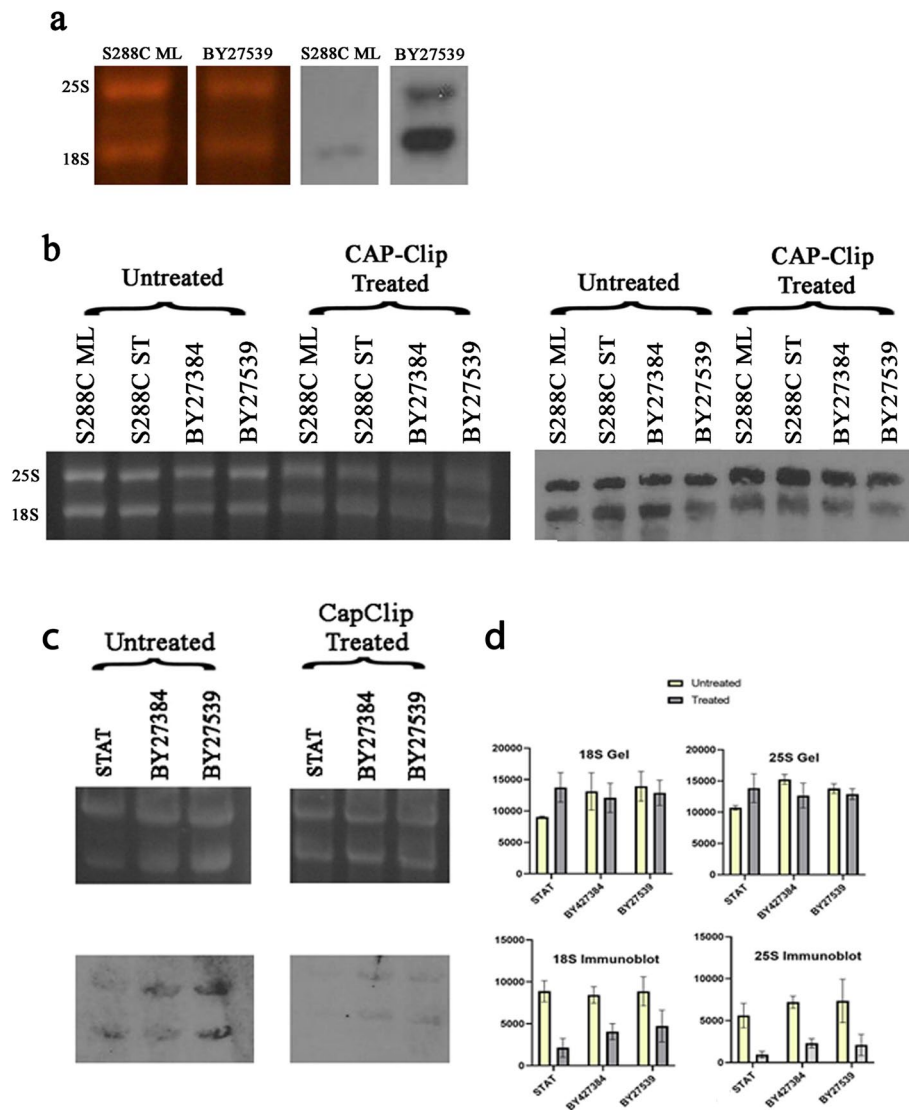 a
S288C ML BY27539 S288C ML BY27539
25S
18S
b
Untreated
CAP-Clip
Treated
Untreated
CAP-Clip
Treated
S288C ML S288C ST BY27384 BY27539 S288C ML S288C ST BY27384 BY27539
S288C ML S288C ST BY27384 BY27539 S288C ML S288C ST BY27384 BY27539
25S
18S
c
Untreated
CapClip
Treated
STAT BY27384 BY27539
STAT BY27384 BY27539
d
Untreated
Treated
18S Gel
20000
15000
10000
5000
0
STAT BY427384 BY27539
25S Gel
20000
15000
10000
5000
0
STAT BY427384 BY27539
18S Immunoblot
15000
10000
5000
0
STAT BY427384 BY27539
25S Immunoblot
15000
10000
5000
0
STAT BY427384 BY27539